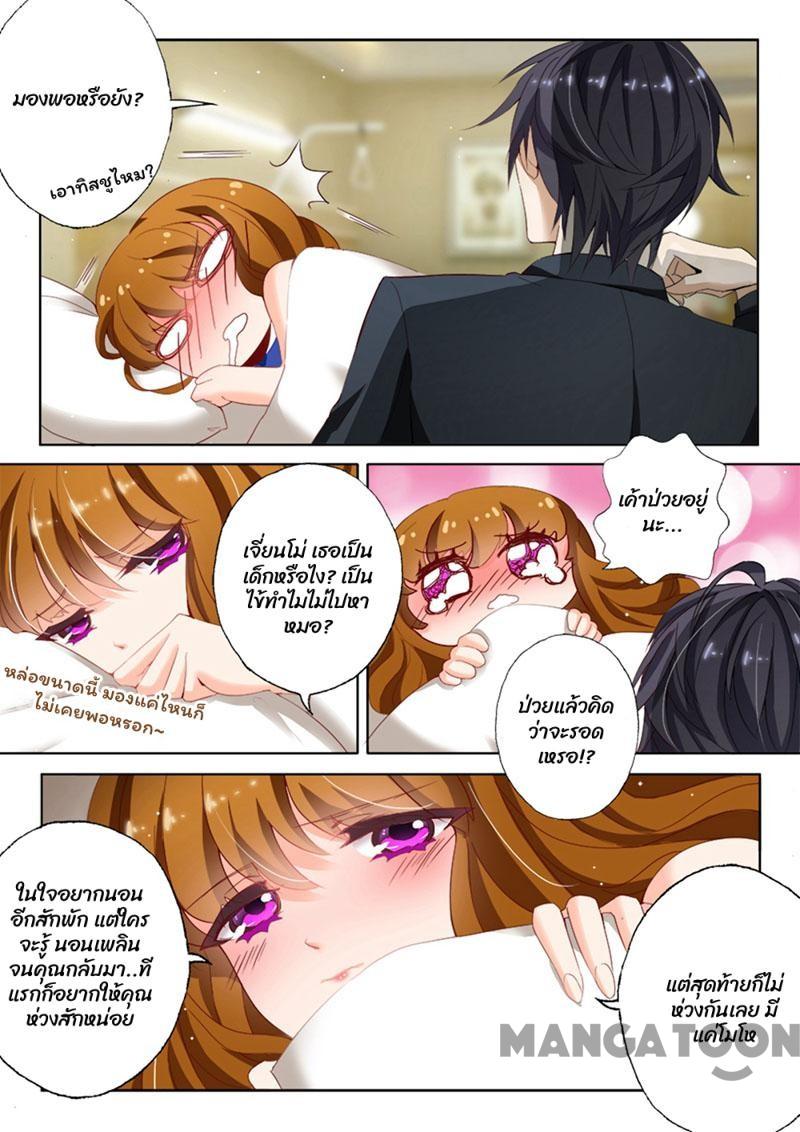 มองพอหรือยัง?
เอาทิสชูไหม?
เจี่ยนโม่ เธอเป็น
เด็กหรือไง? เป็น
ไข้ทำไมไม่ไปหา
หมอ?
หล่อขนาดนี้ มองแค่ไหนก็
ไม่เคยพอหรอก~
เค้าป่วยอยู่
นะ...
ป่วยแล้วคิด
ว่าจะรอด
เหรอ!?
ในใจอยากนอน
อีกสักพัก แต่ใคร
จะรู้ นอนเพลิน
จนคุณกลับมา..ที
แรกก็อยากให้คุณ
ห่วงสักหน่อย
แต่สุดท้ายก็ไม่
ห่วงกันเลย มี
แค่โมโห
MANGATOON